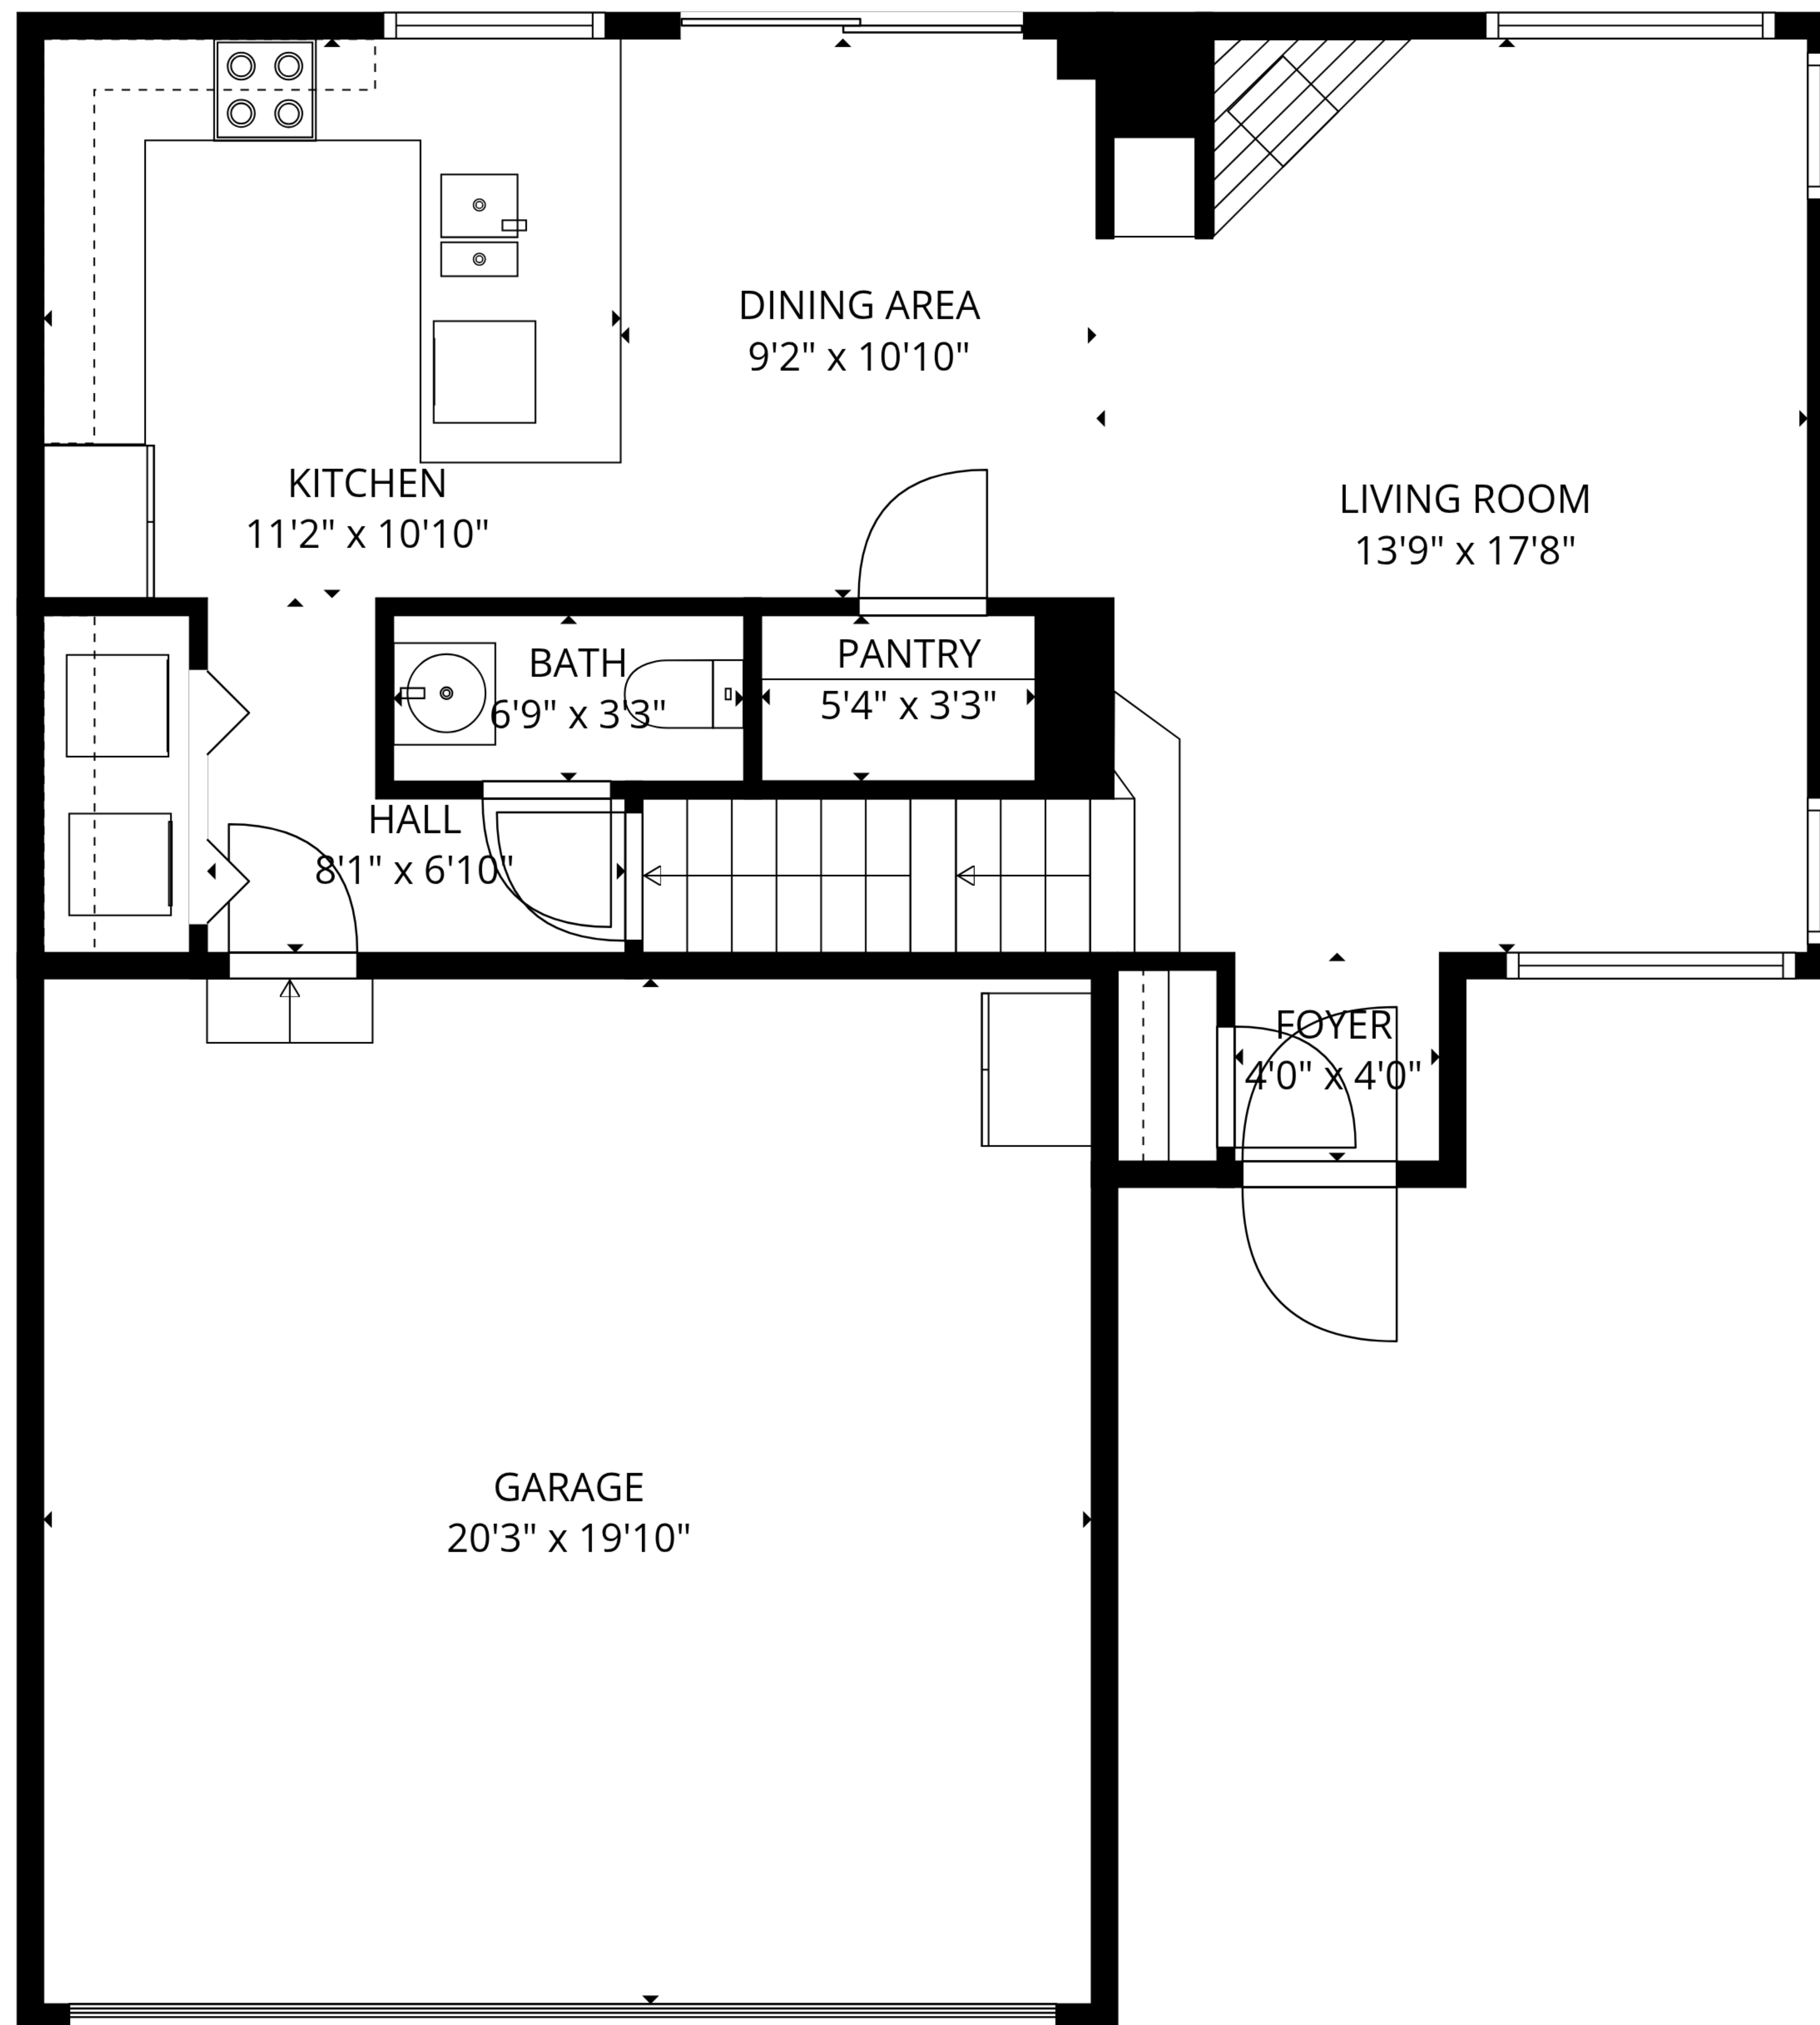 DINING AREA
9'2" x 10'10"
KITCHEN
11'2" x 10'10"
LIVING ROOM
13'9" x 17'8"
BATH
6'9" x 3'3"
PANTRY
5'4" x 3'3"
HALL
8'1" x 6'10"
FOYER
4'0" x 4'0"
GARAGE
20'3" x 19'10"